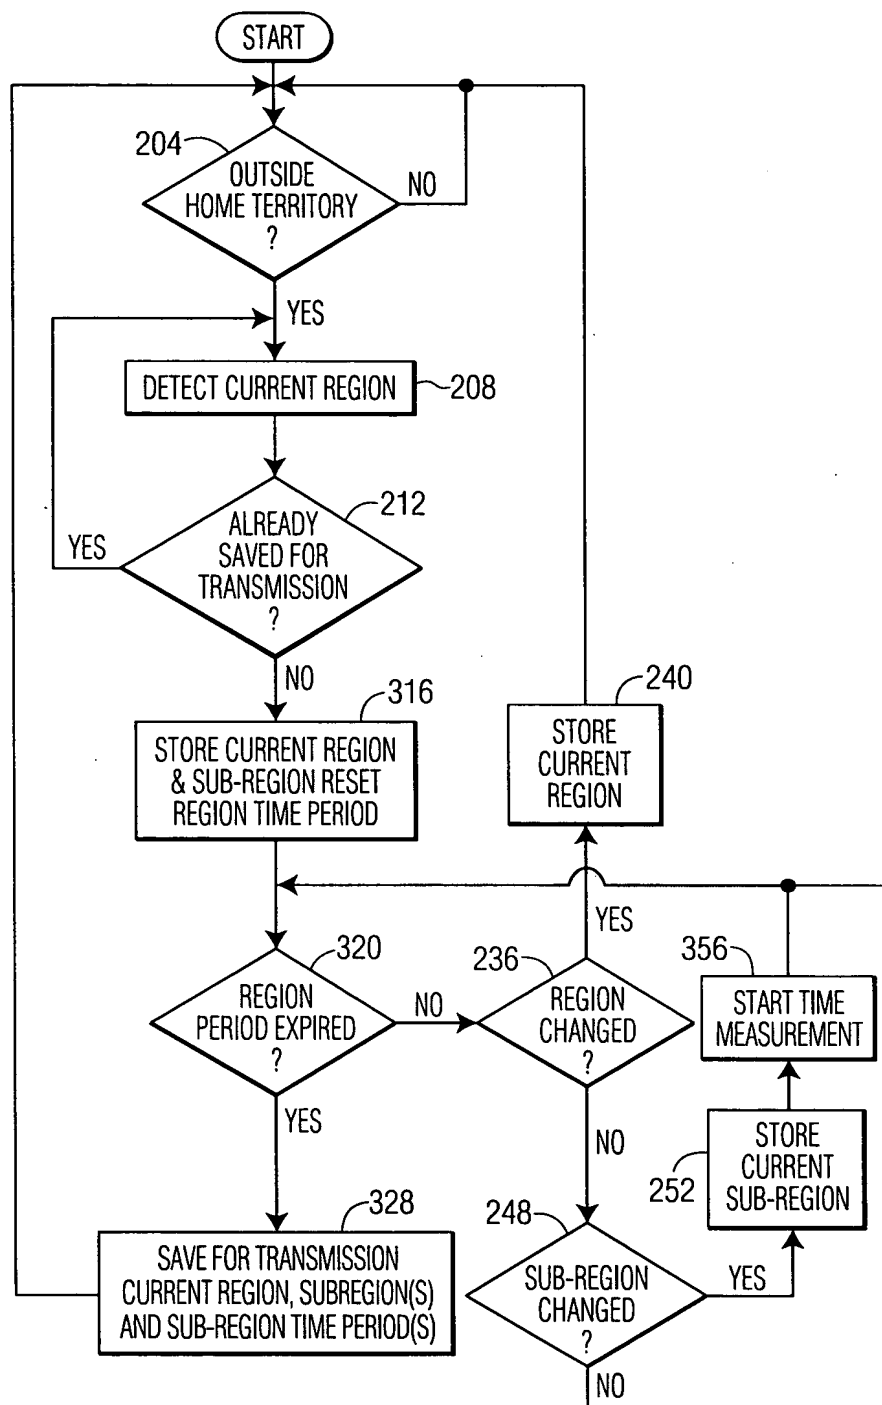 START
204
OUTSIDE
HOME TERRITORY
?
NO
YES
DETECT CURRENT REGION
208
212
ALREADY
SAVED FOR
TRANSMISSION
?
YES
NO
316
STORE CURRENT REGION
& SUB-REGION RESET
REGION TIME PERIOD
240
STORE
CURRENT
REGION
320
REGION
PERIOD EXPIRED
?
NO
YES
236
REGION
CHANGED
?
YES
NO
356
START TIME
MEASUREMENT
STORE
CURRENT
SUB-REGION
252
328
SAVE FOR TRANSMISSION
CURRENT REGION, SUBREGION(S)
AND SUB-REGION TIME PERIOD(S)
248
SUB-REGION
CHANGED
?
YES
NO